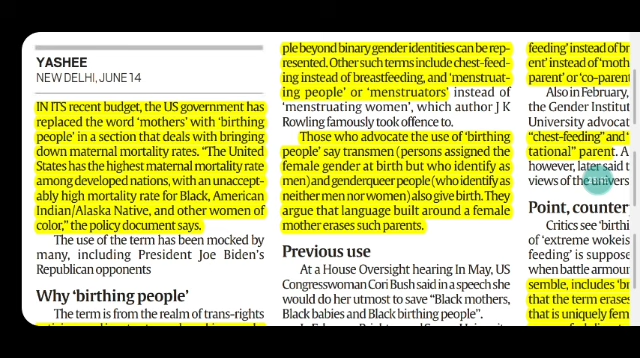 YASHEE
NEW DELHI, JUNE 14
IN ITS recent budget, the US government has
replaced the word 'mothers' with 'birthing
people' in a section that deals with bringing
down maternal mortality rates. "The United
States has the highest maternal mortality rate
among developed nations, with an unaccept-
ably high mortality rate for Black, American
Indian/Alaska Native, and other women of
color," the policy document says.
The use of the term has been mocked by
many, including President Joe Biden's
Republican opponents
Why 'birthing people'
The term is from the realm of trans-rights
ple beyond binary gender identities can be rep-
resented. Other such terms include chest-feed-
ing instead of breastfeeding, and 'menstruat-
ing people' or 'menstruators' instead of
'menstruating women', which author J K
Rowling famously took offence to.
Those who advocate the use of 'birthing
people' say transmen (persons assigned the
female gender at birth but who identify as
men) and genderqueer people (who identify as
neither men nor women) also give birth. They
argue that language built around a female
mother erases such parents.
Previous use
At a House Oversight hearing In May, US
Congresswoman Cori Bush said in a speech she
would do her utmost to save "Black mothers,
Black babies and Black birthing people".
feeding' instead of br
ent' instead of 'moth
parent' or 'co-parent
Also in February,
the Gender Institut
University advocat
"chest-feeding" and '
tational" parent. A
however, later said t
views of the univers
Point, counter
Critics see 'birthi
of 'extreme wokeis
feeding' is suppose
when battle armour
semble, includes 'br
that the term erases
that is uniquely fem